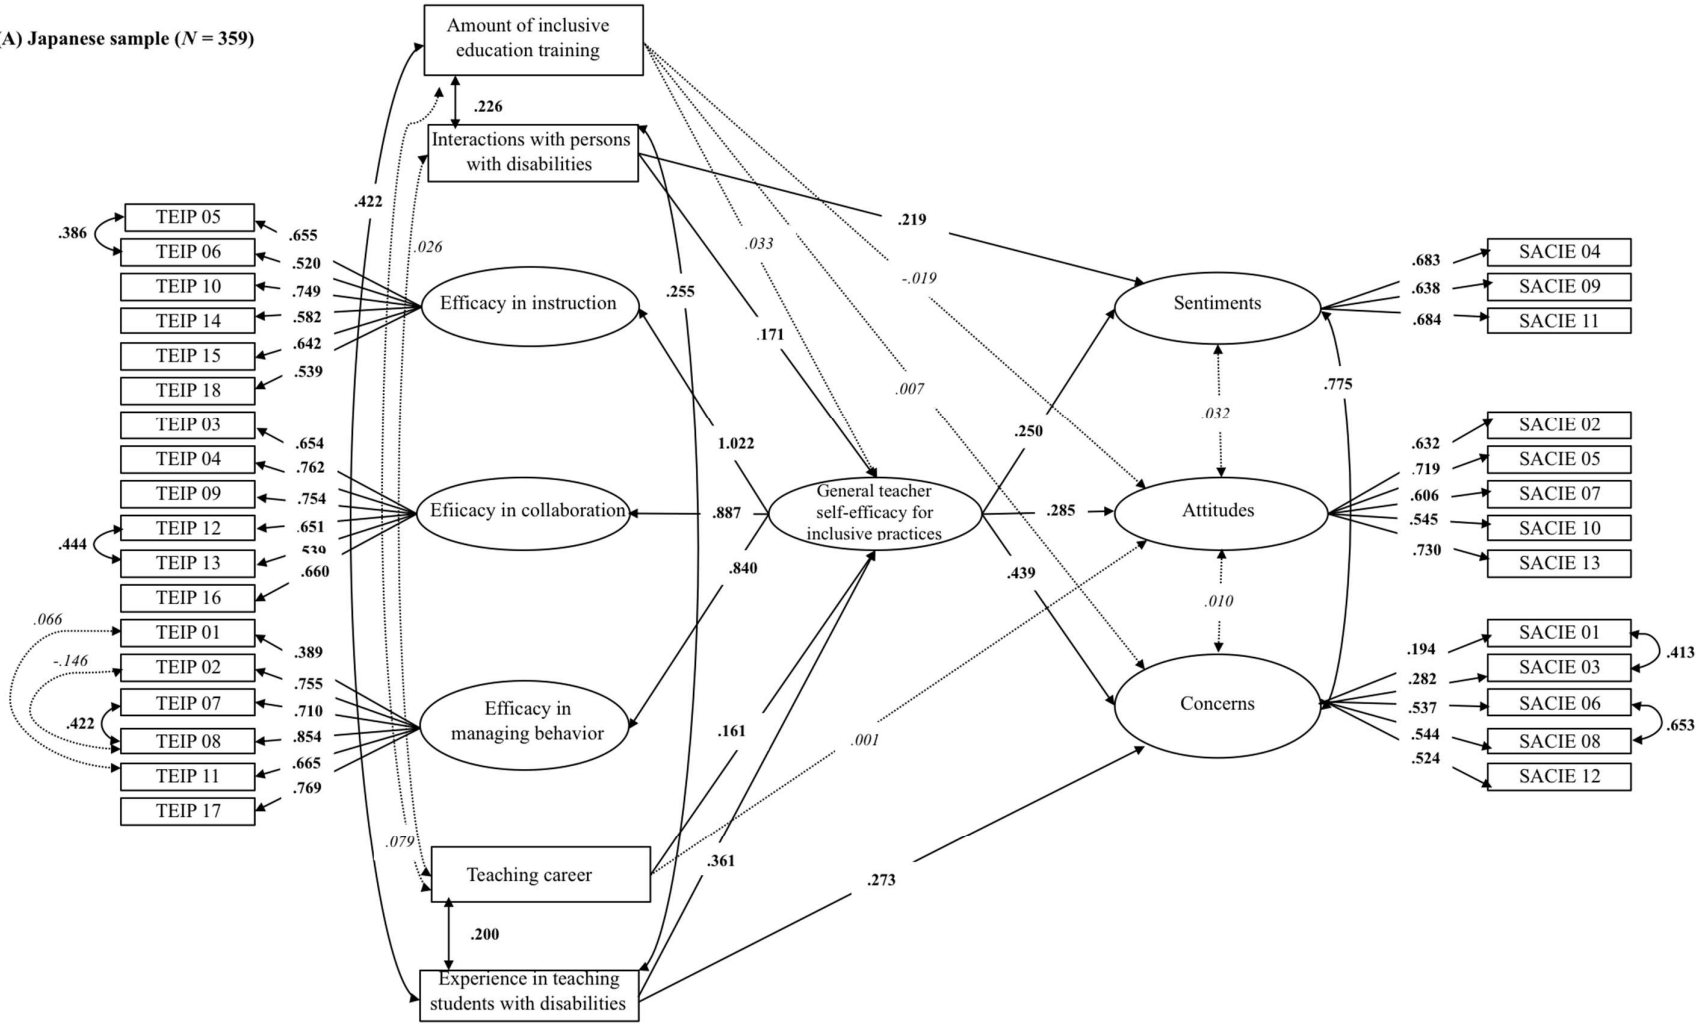 (A) Japanese sample (N = 359)
Amount of inclusive
education training
.226
Interactions with persons
with disabilities
.422
.026
.255
.033
-.019
.219
.171
.007
TEIP 05
TEIP 06
TEIP 10
TEIP 14
TEIP 15
TEIP 18
.386
.655
.520
.749
.582
.642
.539
Efficacy in instruction
TEIP 03
TEIP 04
TEIP 09
TEIP 12
TEIP 13
TEIP 16
.444
.654
.762
.754
.651
.539
.660
Efiicacy in collaboration
TEIP 01
TEIP 02
TEIP 07
TEIP 08
TEIP 11
TEIP 17
.066
-.146
.422
.389
.755
.710
.854
.665
.769
Efficacy in
managing behavior
1.022
.887
.840
General teacher
self-efficacy for
inclusive practices
.250
.285
.439
.161
.361
.001
.273
.079
Teaching career
.200
Experience in teaching
students with disabilities
Sentiments
.032
Attitudes
.010
Concerns
.775
.683
.638
.684
SACIE 04
SACIE 09
SACIE 11
.632
.719
.606
.545
.730
SACIE 02
SACIE 05
SACIE 07
SACIE 10
SACIE 13
.194
.282
.537
.544
.524
SACIE 01
SACIE 03
SACIE 06
SACIE 08
SACIE 12
.413
.653